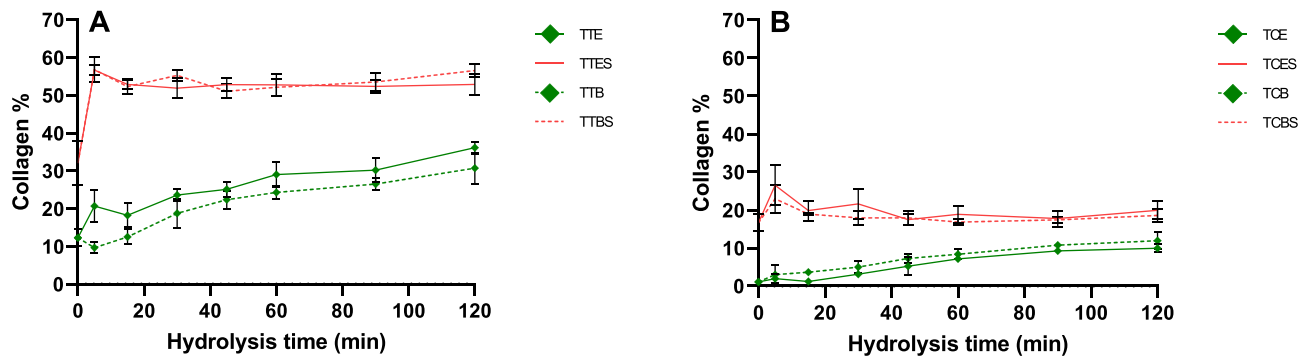 A
70
60
50
40
30
20
10
0
Collagen %
0 20 40 60 80 100 120
Hydrolysis time (min)
TTE
TTES
TTB
TTBS
B
70
60
50
40
30
20
10
0
Collagen %
0 20 40 60 80 100 120
Hydrolysis time (min)
TCE
TCES
TCB
TCBS